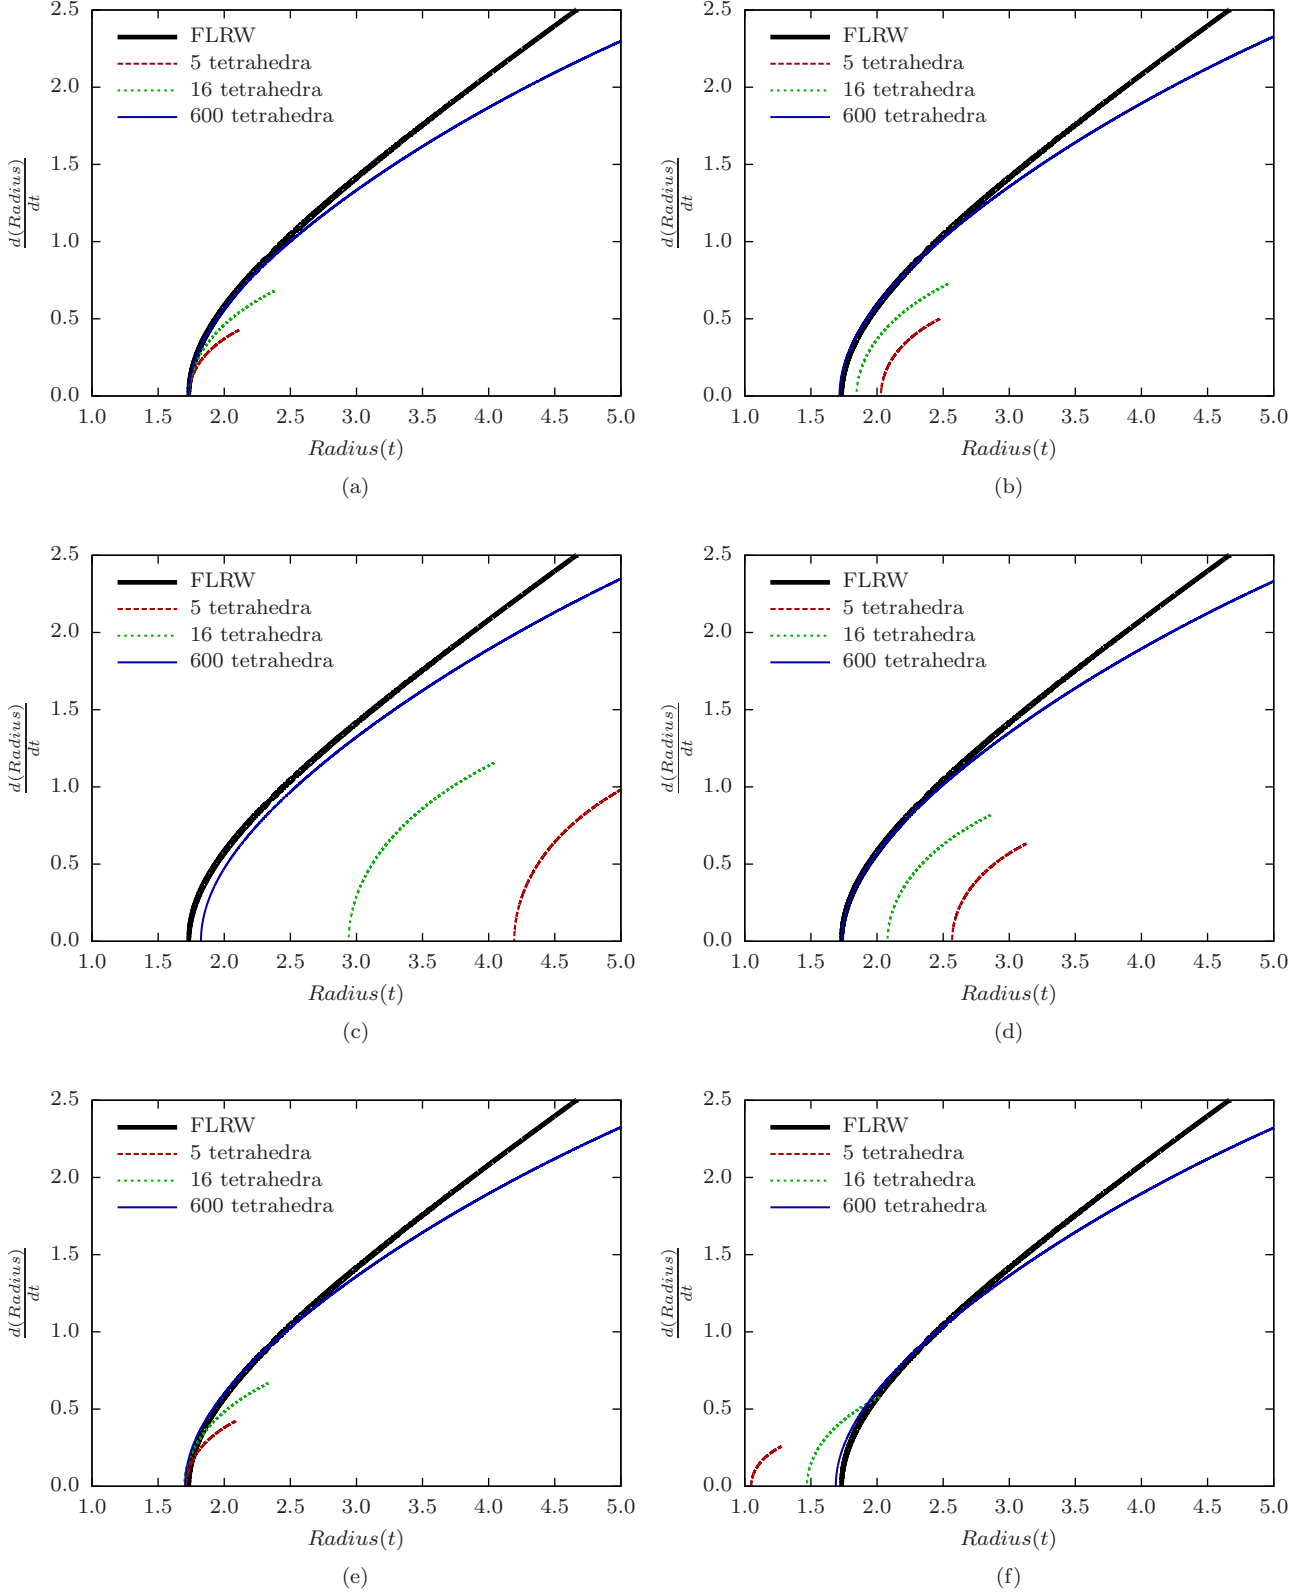 2.5
2.0
1.5
1.0
0.5
0.0
d(Radius)
dt
FLRW
5 tetrahedra
16 tetrahedra
600 tetrahedra
1.0 1.5 2.0 2.5 3.0 3.5 4.0 4.5 5.0
Radius(t)
(a)
2.5
2.0
1.5
1.0
0.5
0.0
d(Radius)
dt
FLRW
5 tetrahedra
16 tetrahedra
600 tetrahedra
1.0 1.5 2.0 2.5 3.0 3.5 4.0 4.5 5.0
Radius(t)
(b)
2.5
2.0
1.5
1.0
0.5
0.0
d(Radius)
dt
FLRW
5 tetrahedra
16 tetrahedra
600 tetrahedra
1.0 1.5 2.0 2.5 3.0 3.5 4.0 4.5 5.0
Radius(t)
(c)
2.5
2.0
1.5
1.0
0.5
0.0
d(Radius)
dt
FLRW
5 tetrahedra
16 tetrahedra
600 tetrahedra
1.0 1.5 2.0 2.5 3.0 3.5 4.0 4.5 5.0
Radius(t)
(d)
2.5
2.0
1.5
1.0
0.5
0.0
d(Radius)
dt
FLRW
5 tetrahedra
16 tetrahedra
600 tetrahedra
1.0 1.5 2.0 2.5 3.0 3.5 4.0 4.5 5.0
Radius(t)
(e)
2.5
2.0
1.5
1.0
0.5
0.0
d(Radius)
dt
FLRW
5 tetrahedra
16 tetrahedra
600 tetrahedra
1.0 1.5 2.0 2.5 3.0 3.5 4.0 4.5 5.0
Radius(t)
(f)